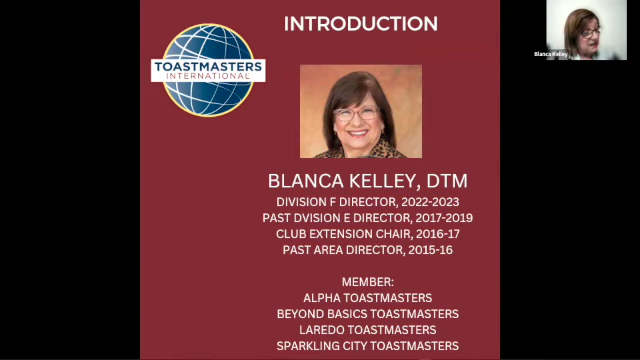 INTRODUCTION
TOASTMASTERS
INTERNATIONAL
Blanca Kelley
BLANCA KELLEY, DTM
DIVISION F DIRECTOR, 2022-2023
PAST DVISION E DIRECTOR, 2017-2019
CLUB EXTENSION CHAIR, 2016-17
PAST AREA DIRECTOR, 2015-16
MEMBER:
ALPHA TOASTMASTERS
BEYOND BASICS TOASTMASTERS
LAREDO TOASTMASTERS
SPARKLING CITY TOASTMASTERS